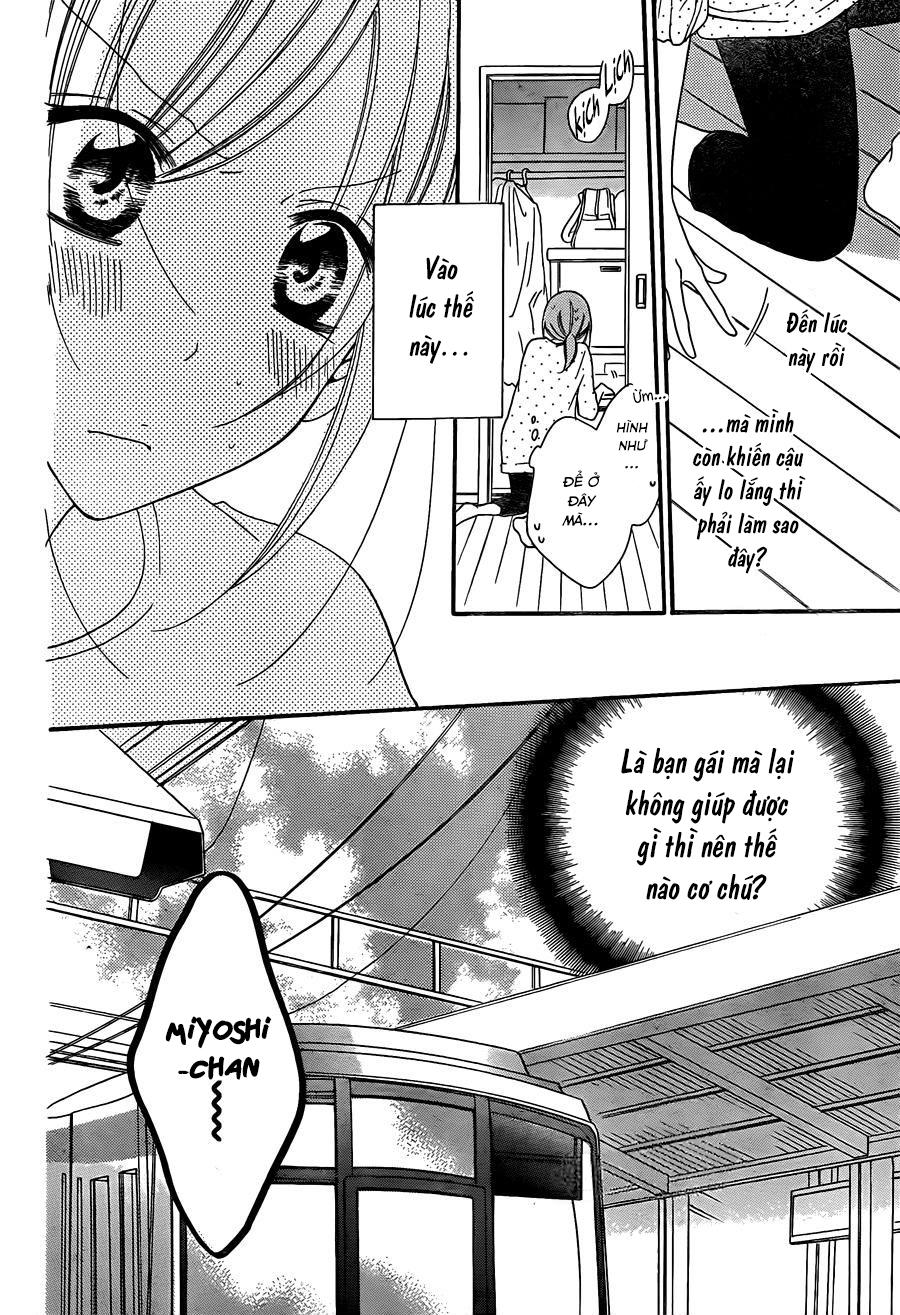 Đến lúc
này rồi
...mà mình
còn khiến cậu
ấy lo lắng thì
phải làm sao
đây?
kịch Lịch
Ừm...
HÌNH
NHƯ
...
ĐỂ Ở
ĐÂY
MÀ...
Vào
lúc thế
này...
Là bạn gái mà lại
không giúp được
gì thì nên thế
nào cơ chứ?
MIYOSHI
-CHAN